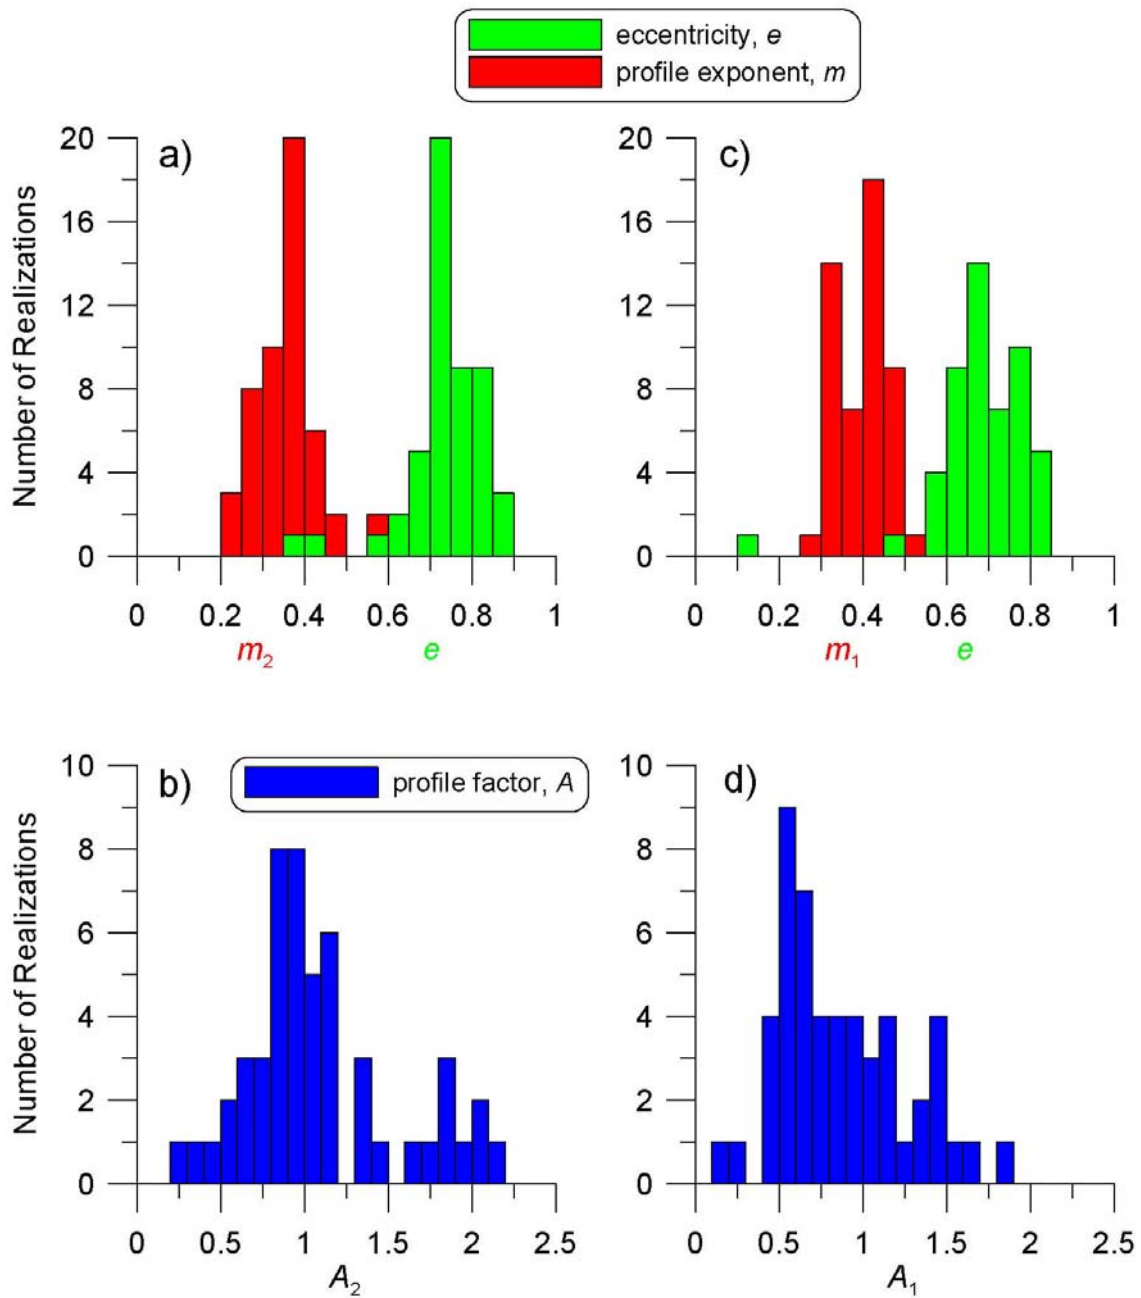 eccentricity, e
profile exponent, m
a)
c)
Number of Realizations
20
16
12
8
4
0
20
16
12
8
4
0
0 0.2 0.4 0.6 0.8 1
0 0.2 0.4 0.6 0.8 1
m2 e
m1 e
b)
profile factor, A
d)
Number of Realizations
10
8
6
4
2
0
10
8
6
4
2
0
0 0.5 1 1.5 2 2.5
0 0.5 1 1.5 2 2.5
A2
A1